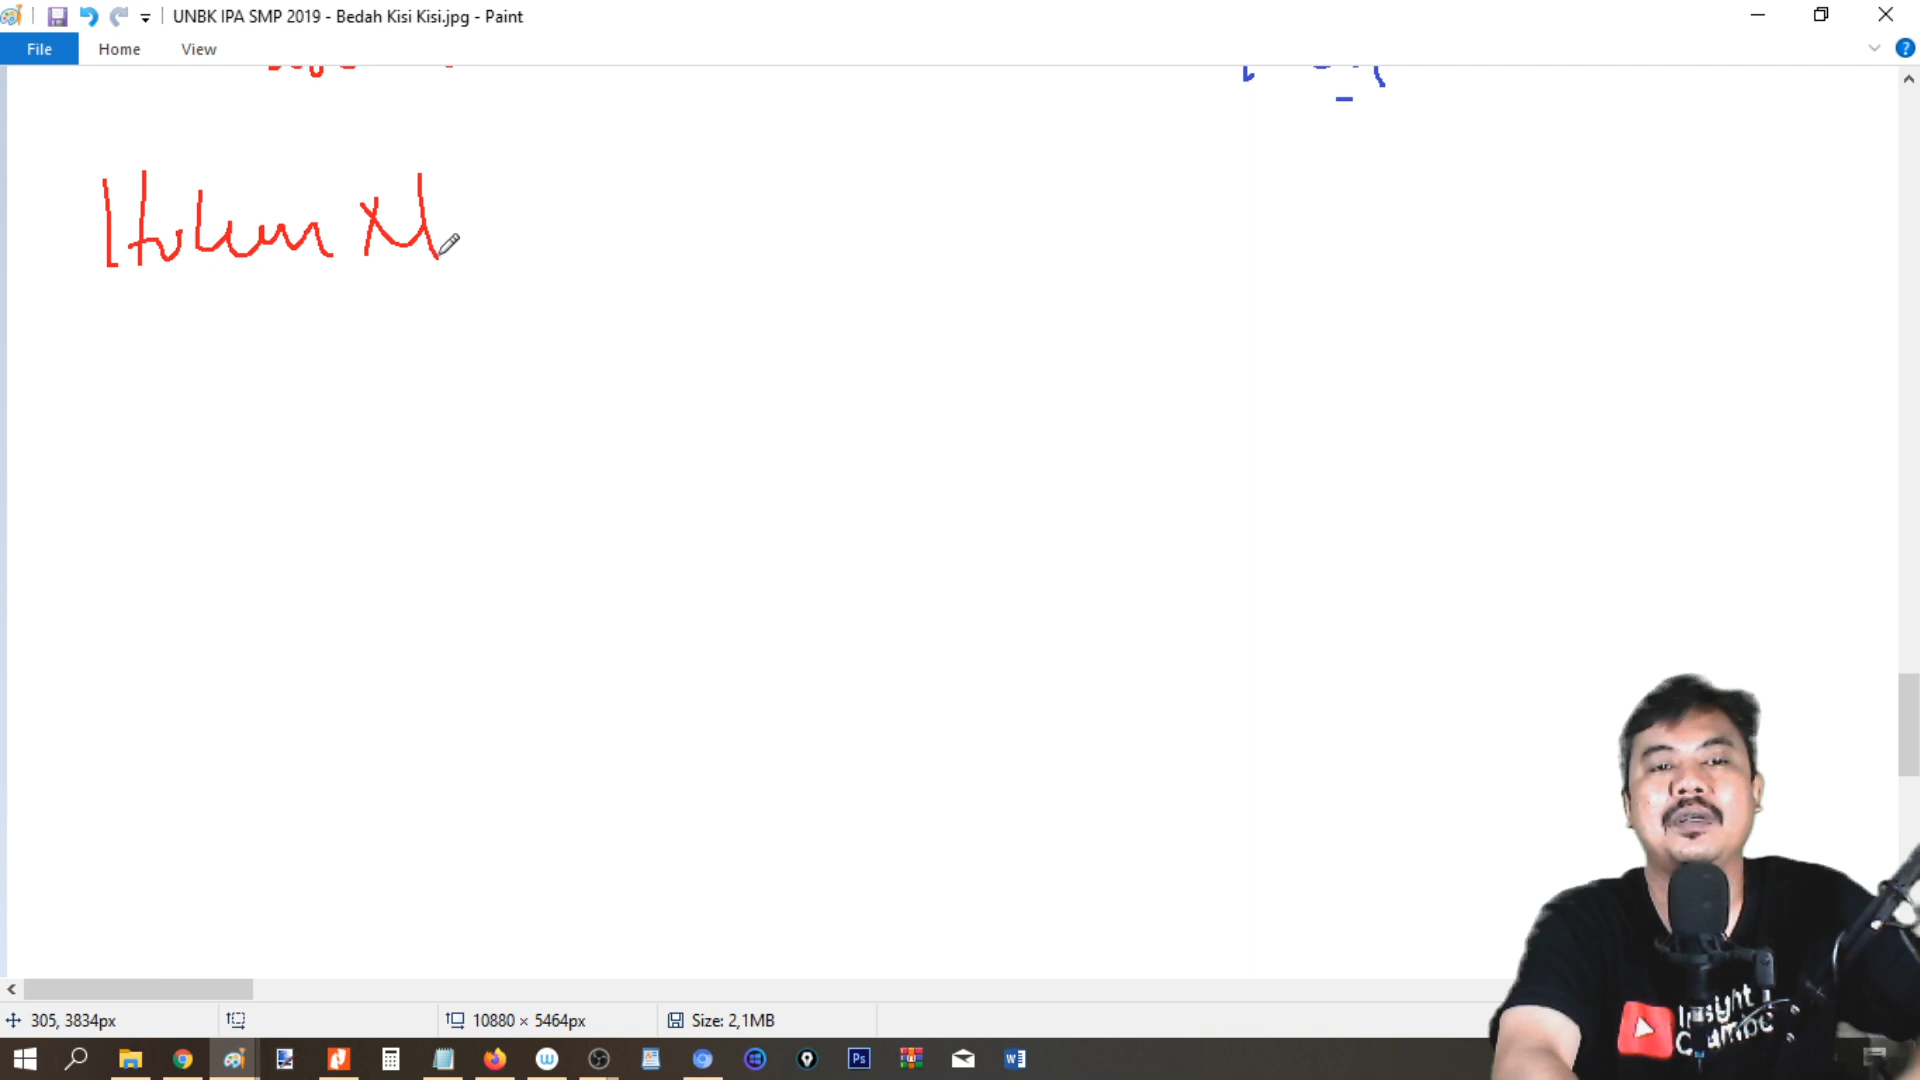 UNBK IPA SMP 2019 - Bedah Kisi Kisi.jpg - Paint
File Home View
Hukum N
305, 3834px 10880 × 5464px Size: 2,1MB
Insight